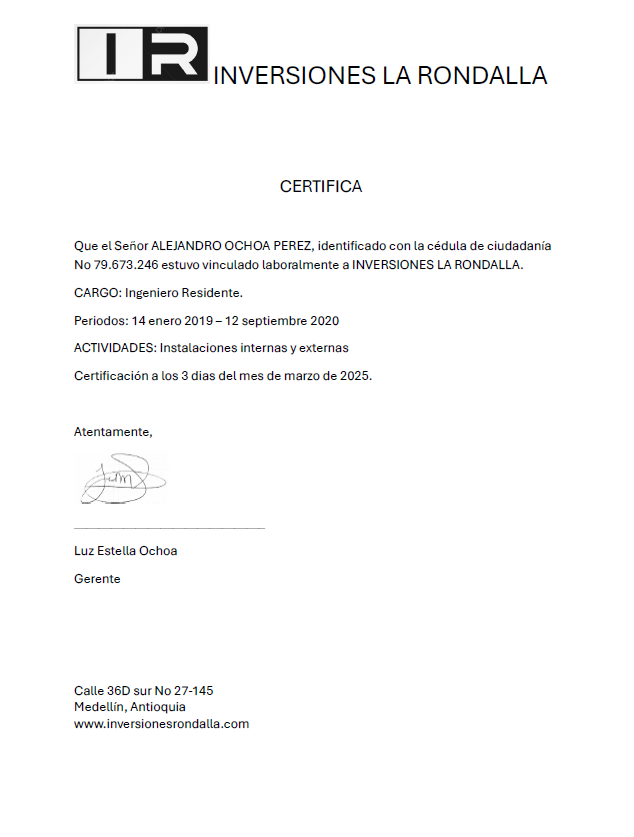 IR INVERSIONES LA RONDALLA
CERTIFICA
Que el Señor ALEJANDRO OCHOA PEREZ, identificado con la cédula de ciudadanía
No 79.673.246 estuvo vinculado laboralmente a INVERSIONES LA RONDALLA.
CARGO: Ingeniero Residente.
Periodos: 14 enero 2019 – 12 septiembre 2020
ACTIVIDADES: Instalaciones internas y externas
Certificación a los 3 dias del mes de marzo de 2025.
Atentamente,
Luz Estella Ochoa
Gerente
Calle 36D sur No 27-145
Medellín, Antioquia
www.inversionesrondalla.com